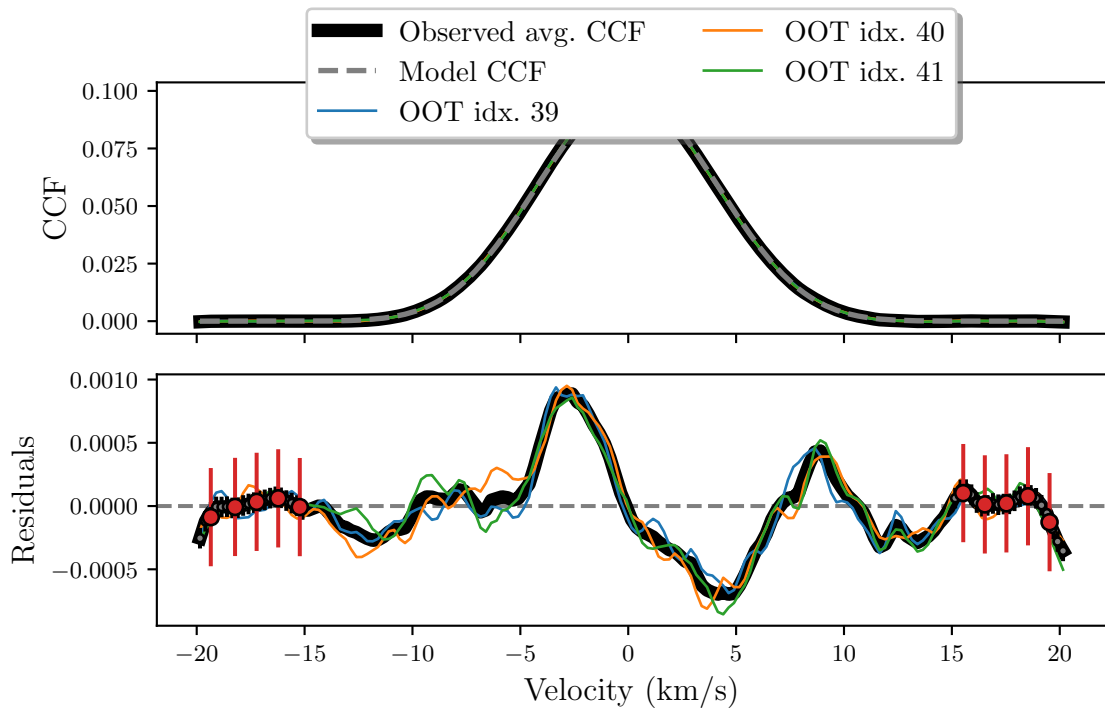 Observed avg. CCF
Model CCF
OOT idx. 39
OOT idx. 40
OOT idx. 41
CCF
0.100
0.075
0.050
0.025
0.000
Residuals
0.0010
0.0005
0.0000
−0.0005
−20 −15 −10 −5 0 5 10 15 20
Velocity (km/s)